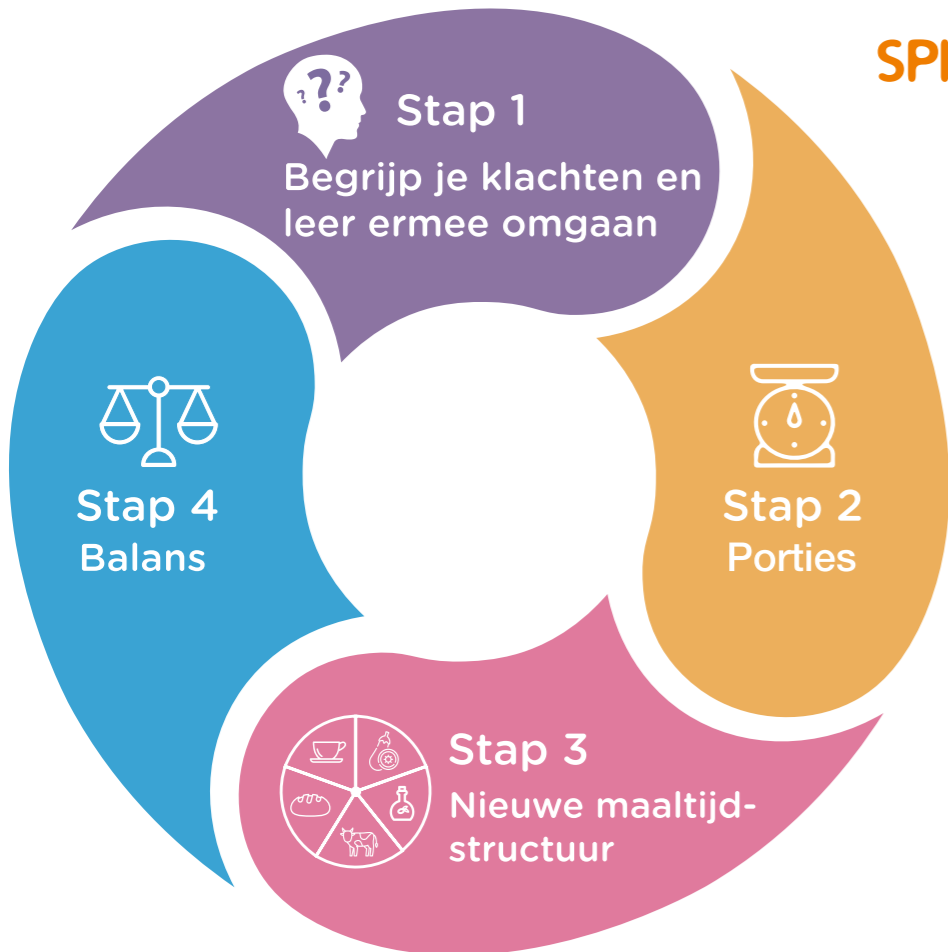 Stap 1
Begrijp je klachten en
leer ermee omgaan
Stap 2
Porties
Stap 3
Nieuwe maaltijd-
structuur
Stap 4
Balans